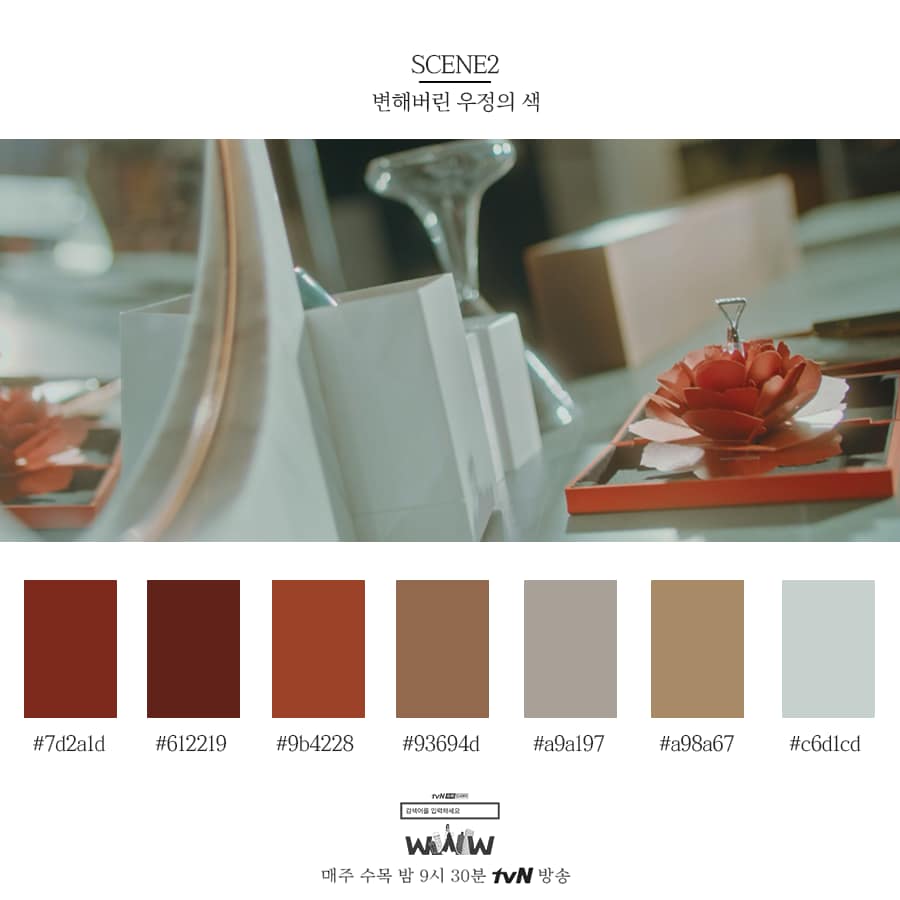 SCENE2
변해버린 우정의 색
#7d2a1d #612219 #9b4228 #93694d #a9a197 #a98a67 #c6d1cd
tvN
검색어를 입력하세요
WWW
매주 수목 밤 9시 30분 tvN 방송